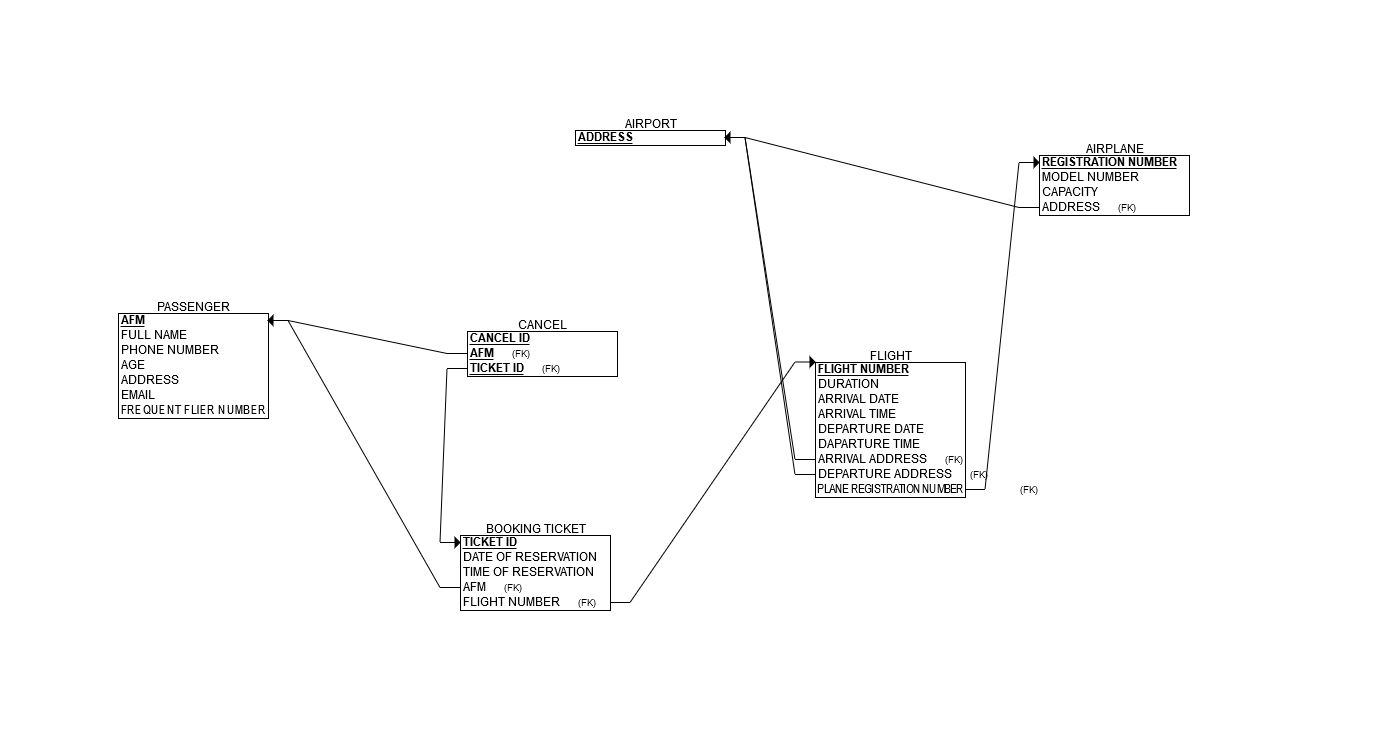 AIRPORT
ADDRESS
AIRPLANE
REGISTRATION NUMBER
MODEL NUMBER
CAPACITY
ADDRESS (FK)
PASSENGER
AFM
FULL NAME
PHONE NUMBER
AGE
ADDRESS
EMAIL
FREQUENT FLIER NUMBER
CANCEL
CANCEL ID
AFM (FK)
TICKET ID (FK)
FLIGHT
FLIGHT NUMBER
DURATION
ARRIVAL DATE
ARRIVAL TIME
DEPARTURE DATE
DAPARTURE TIME
ARRIVAL ADDRESS (FK)
DEPARTURE ADDRESS (FK)
PLANE REGISTRATION NUMBER (FK)
BOOKING TICKET
TICKET ID
DATE OF RESERVATION
TIME OF RESERVATION
AFM (FK)
FLIGHT NUMBER (FK)